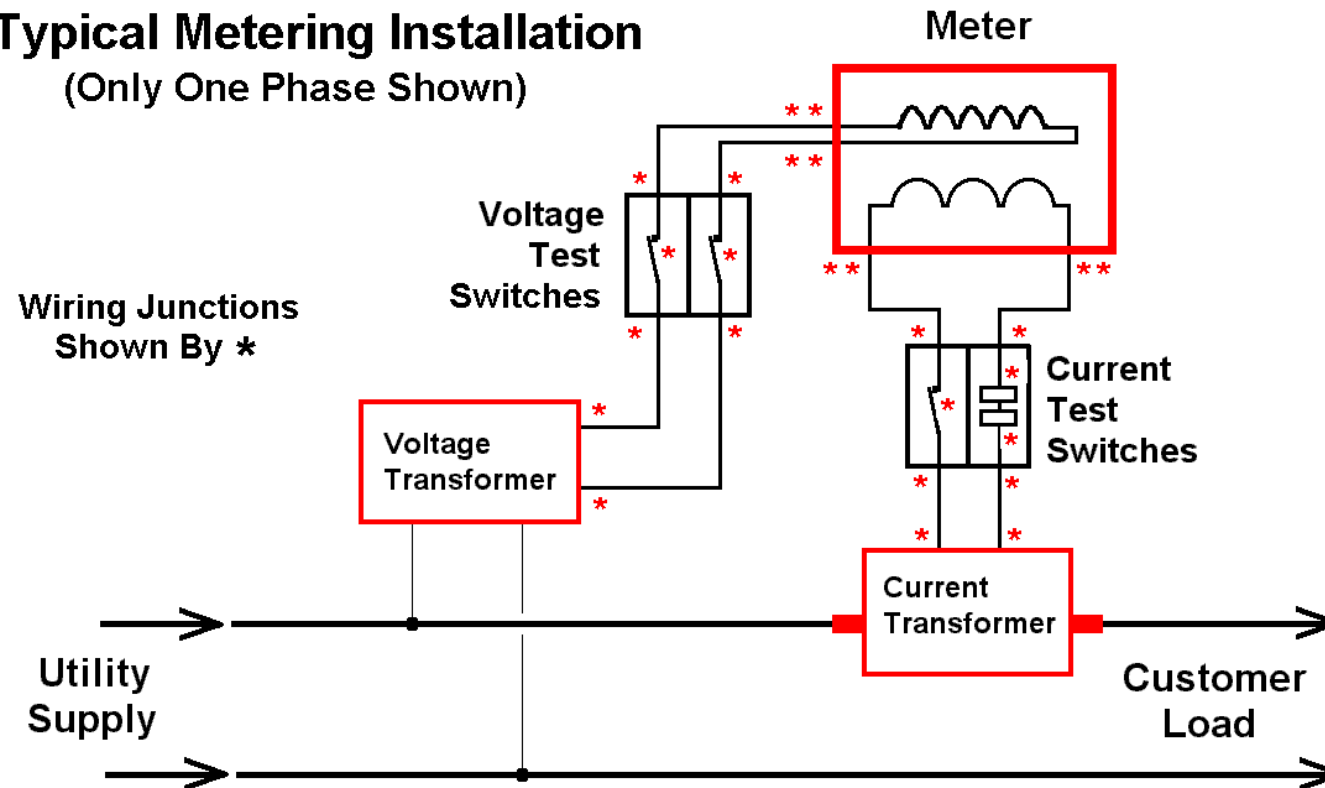 Typical Metering Installation
(Only One Phase Shown)
Meter
* *
* *
* *
Voltage
Test
Switches
* *
* *
* *
* *
Wiring Junctions
Shown By *
* *
*
*
*
*
*
Current
Test
Switches
* *
Voltage
Transformer
*
*
* *
Current
Transformer
Utility
Supply
Customer
Load